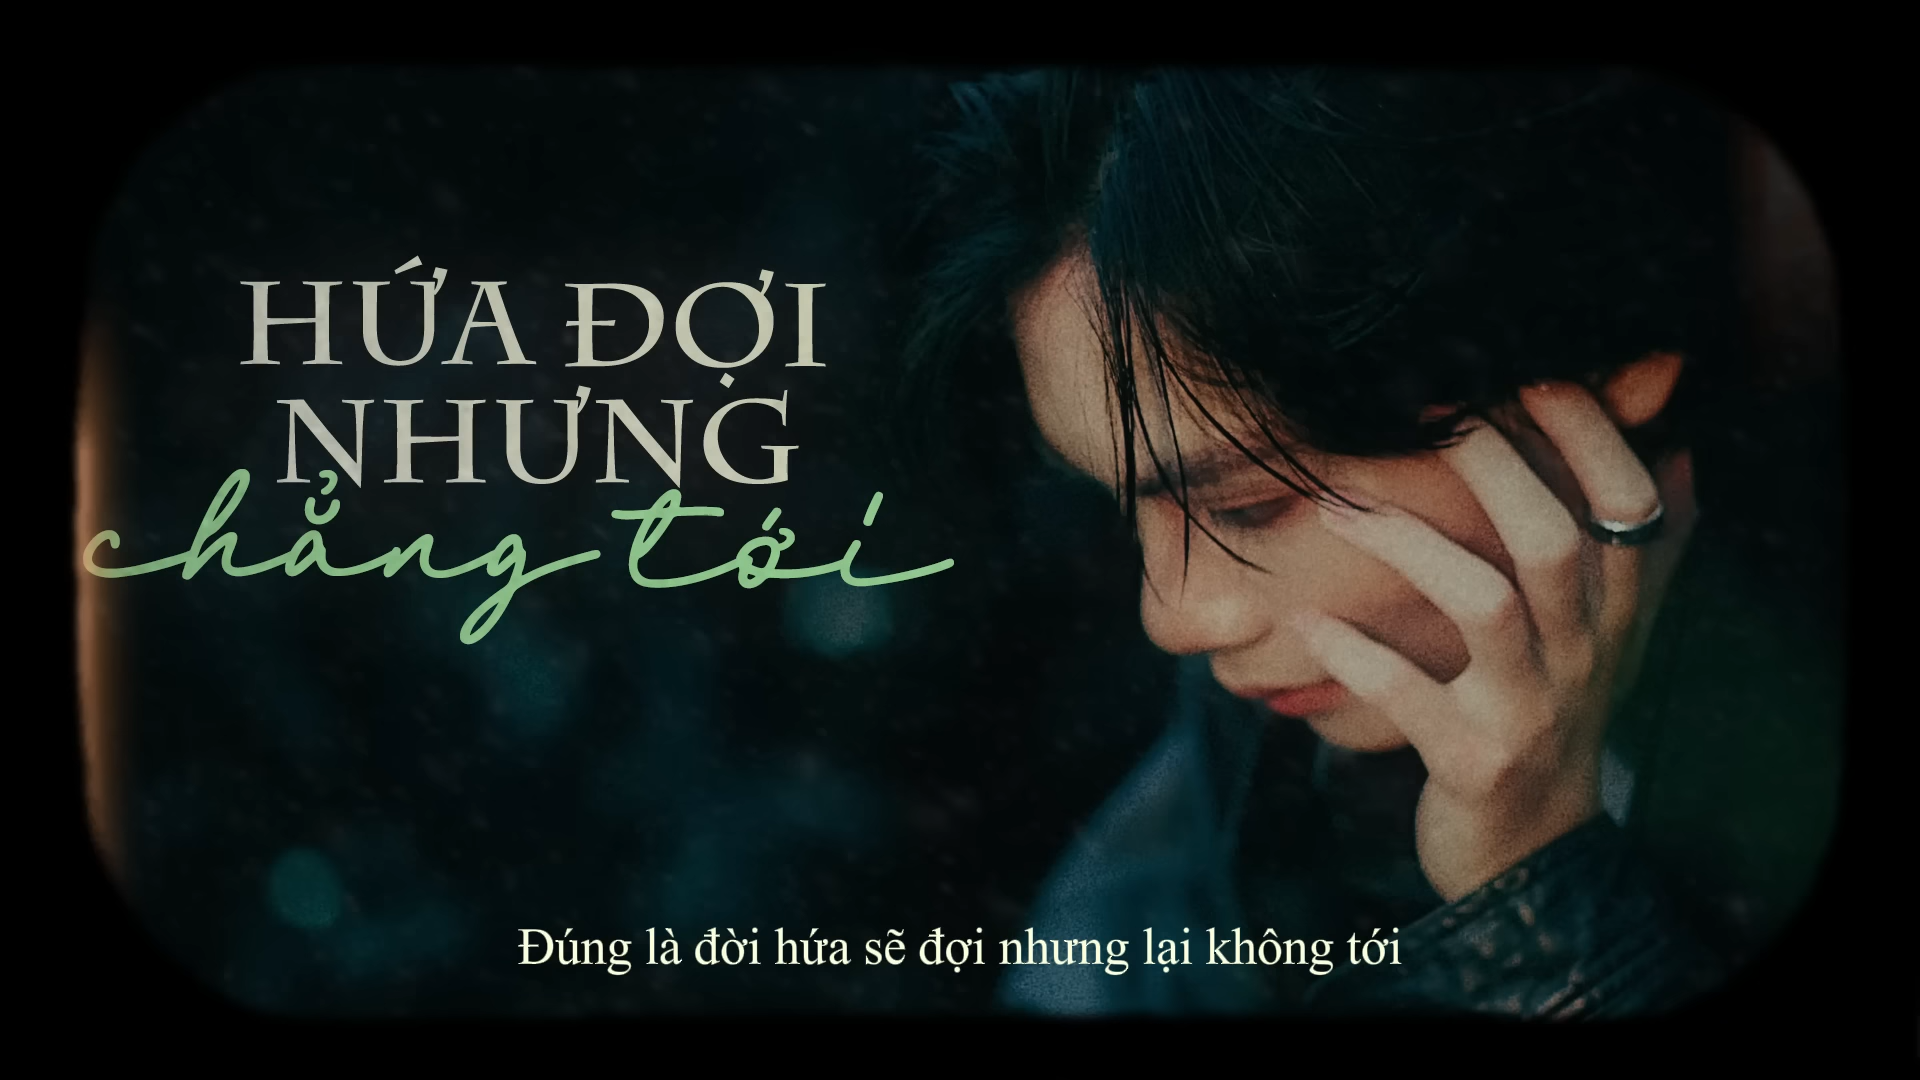 HỨA ĐỢI
NHƯNG
chẳng tới
Đúng là đời hứa sẽ đợi nhưng lại không tới